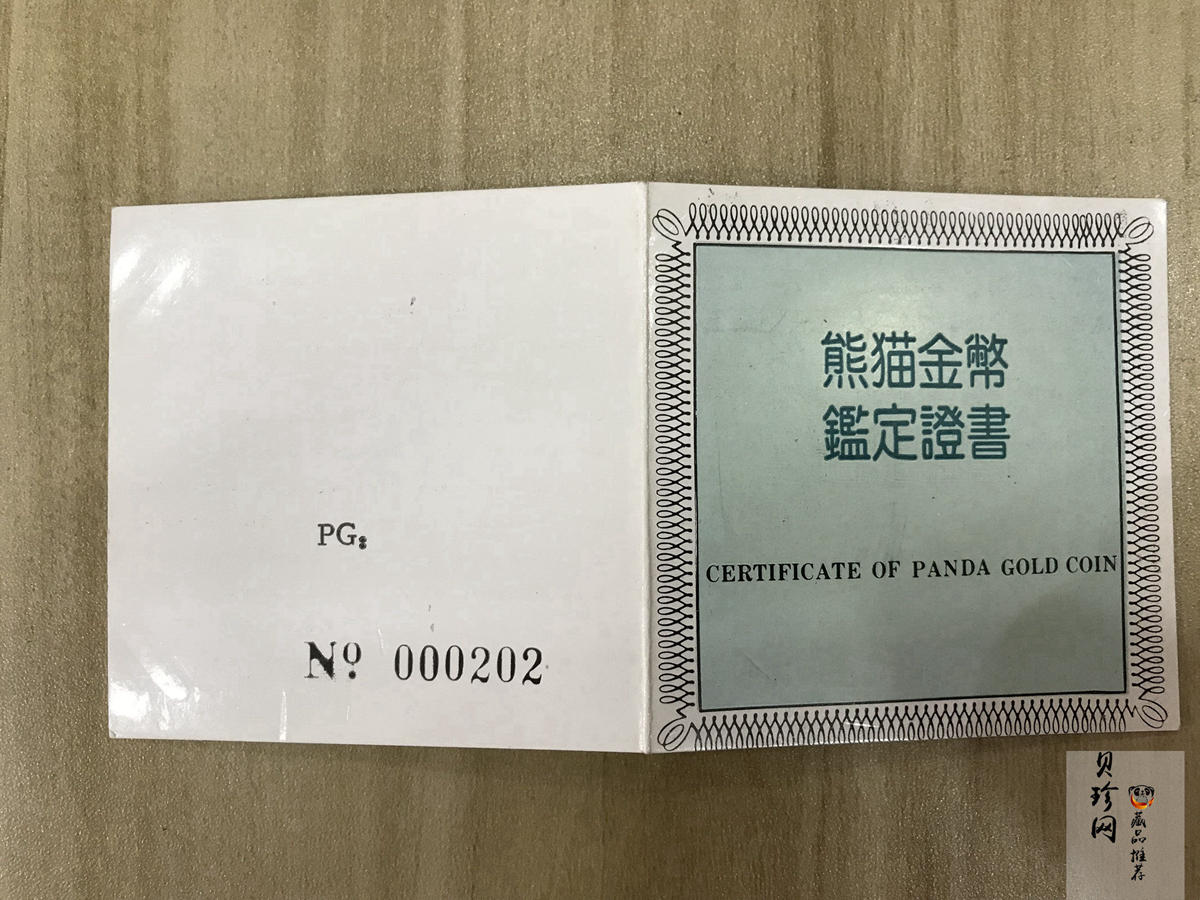 PG:
Nº 000202
熊猫金幣
鑑定證書
CERTIFICATE OF PANDA GOLD COIN
贝珍网
藏品推荐